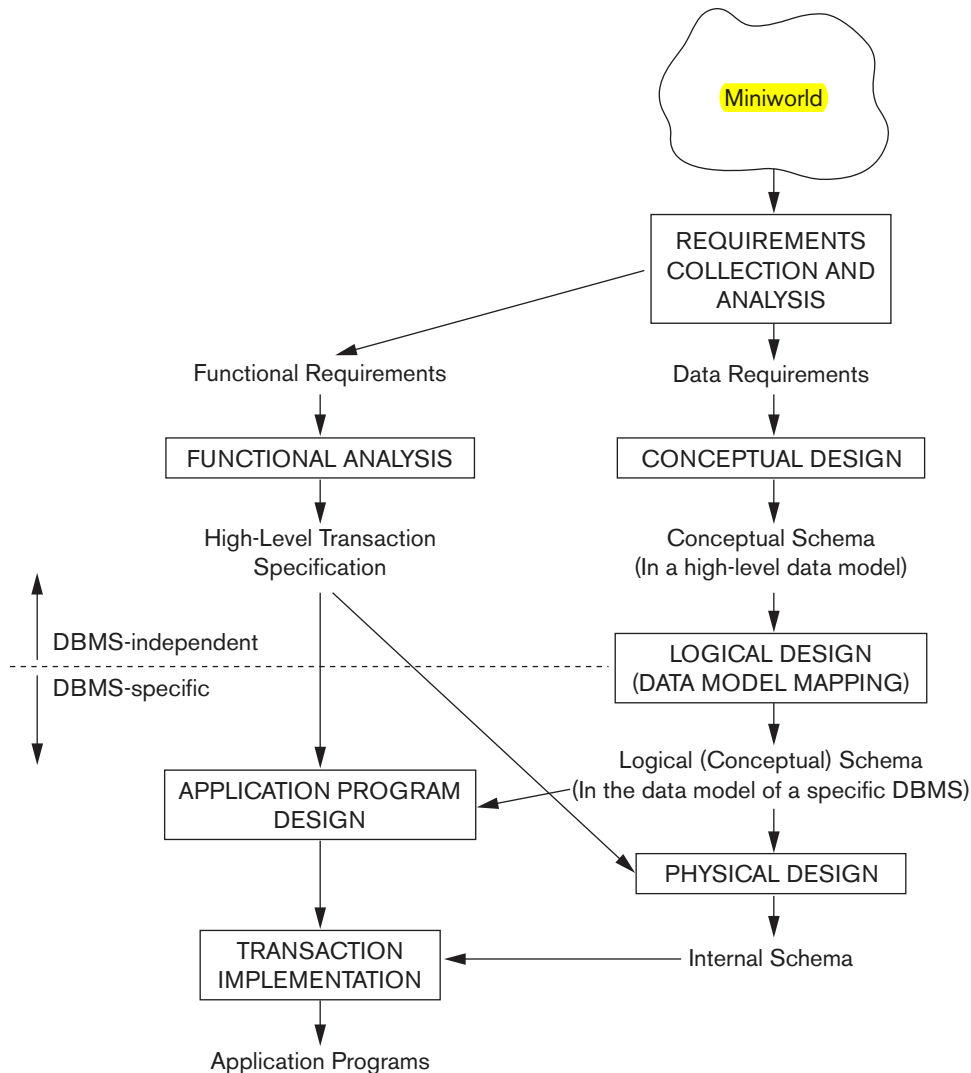 Miniworld
REQUIREMENTS
COLLECTION AND
ANALYSIS
Functional Requirements
Data Requirements
FUNCTIONAL ANALYSIS
CONCEPTUAL DESIGN
High-Level Transaction
Specification
Conceptual Schema
(In a high-level data model)
DBMS-independent
LOGICAL DESIGN
(DATA MODEL MAPPING)
DBMS-specific
Logical (Conceptual) Schema
(In the data model of a specific DBMS)
APPLICATION PROGRAM
DESIGN
PHYSICAL DESIGN
TRANSACTION
IMPLEMENTATION
Internal Schema
Application Programs